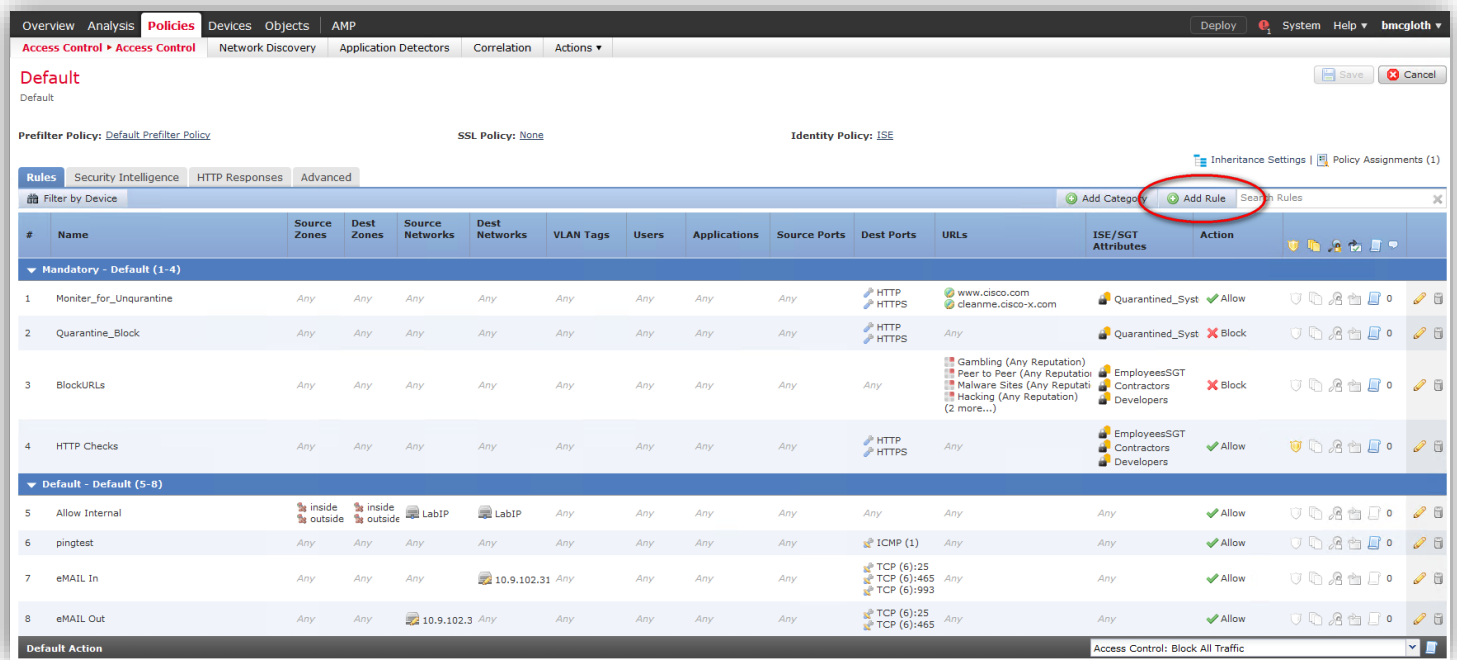 Overview Analysis Policies Devices Objects AMP Deploy 1 System Help bmcgloth
Access Control Access Control Network Discovery Application Detectors Correlation Actions
Default Save Cancel
Default
Prefilter Policy: Default Prefilter Policy SSL Policy: None Identity Policy: ISE
Inheritance Settings | Policy Assignments (1)
Rules Security Intelligence HTTP Responses Advanced
Filter by Device Add Category Add Rule Search Rules
# Name Source Zones Dest Zones Source Networks Dest Networks VLAN Tags Users Applications Source Ports Dest Ports URLs ISE/SGT Attributes Action
Mandatory - Default (1-4)
1 Moniter_for_Unqurantine Any Any Any Any Any Any Any Any HTTP HTTPS www.cisco.com cleanme.cisco-x.com Quarantined_Syst Allow 0
2 Quarantine_Block Any Any Any Any Any Any Any Any HTTP HTTPS Any Quarantined_Syst Block 0
3 BlockURLs Any Any Any Any Any Any Any Any Any Gambling (Any Reputation) Peer to Peer (Any Reputation Malware Sites (Any Reputati Hacking (Any Reputation) (2 more...) EmployeesSGT Contractors Developers Block 0
4 HTTP Checks Any Any Any Any Any Any Any Any HTTP HTTPS Any EmployeesSGT Contractors Developers Allow 0
Default - Default (5-8)
5 Allow Internal inside outside inside outside LabIP LabIP Any Any Any Any Any Any Any Allow 0
6 pingtest Any Any Any Any Any Any Any Any ICMP (1) Any Any Allow 0
7 eMAIL In Any Any Any 10.9.102.31 Any Any Any Any TCP (6):25 TCP (6):465 TCP (6):993 Any Any Allow 0
8 eMAIL Out Any Any 10.9.102.3 Any Any Any Any Any TCP (6):25 TCP (6):465 Any Any Allow 0
Default Action Access Control: Block All Traffic